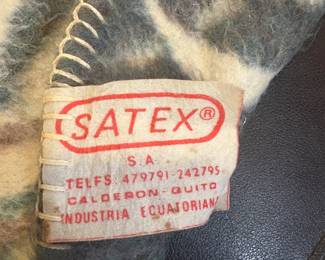 SATEX®
S.A.
TELFS. 479791-242795
CALDERON-QUITO
INDUSTRIA ECUATORIANA